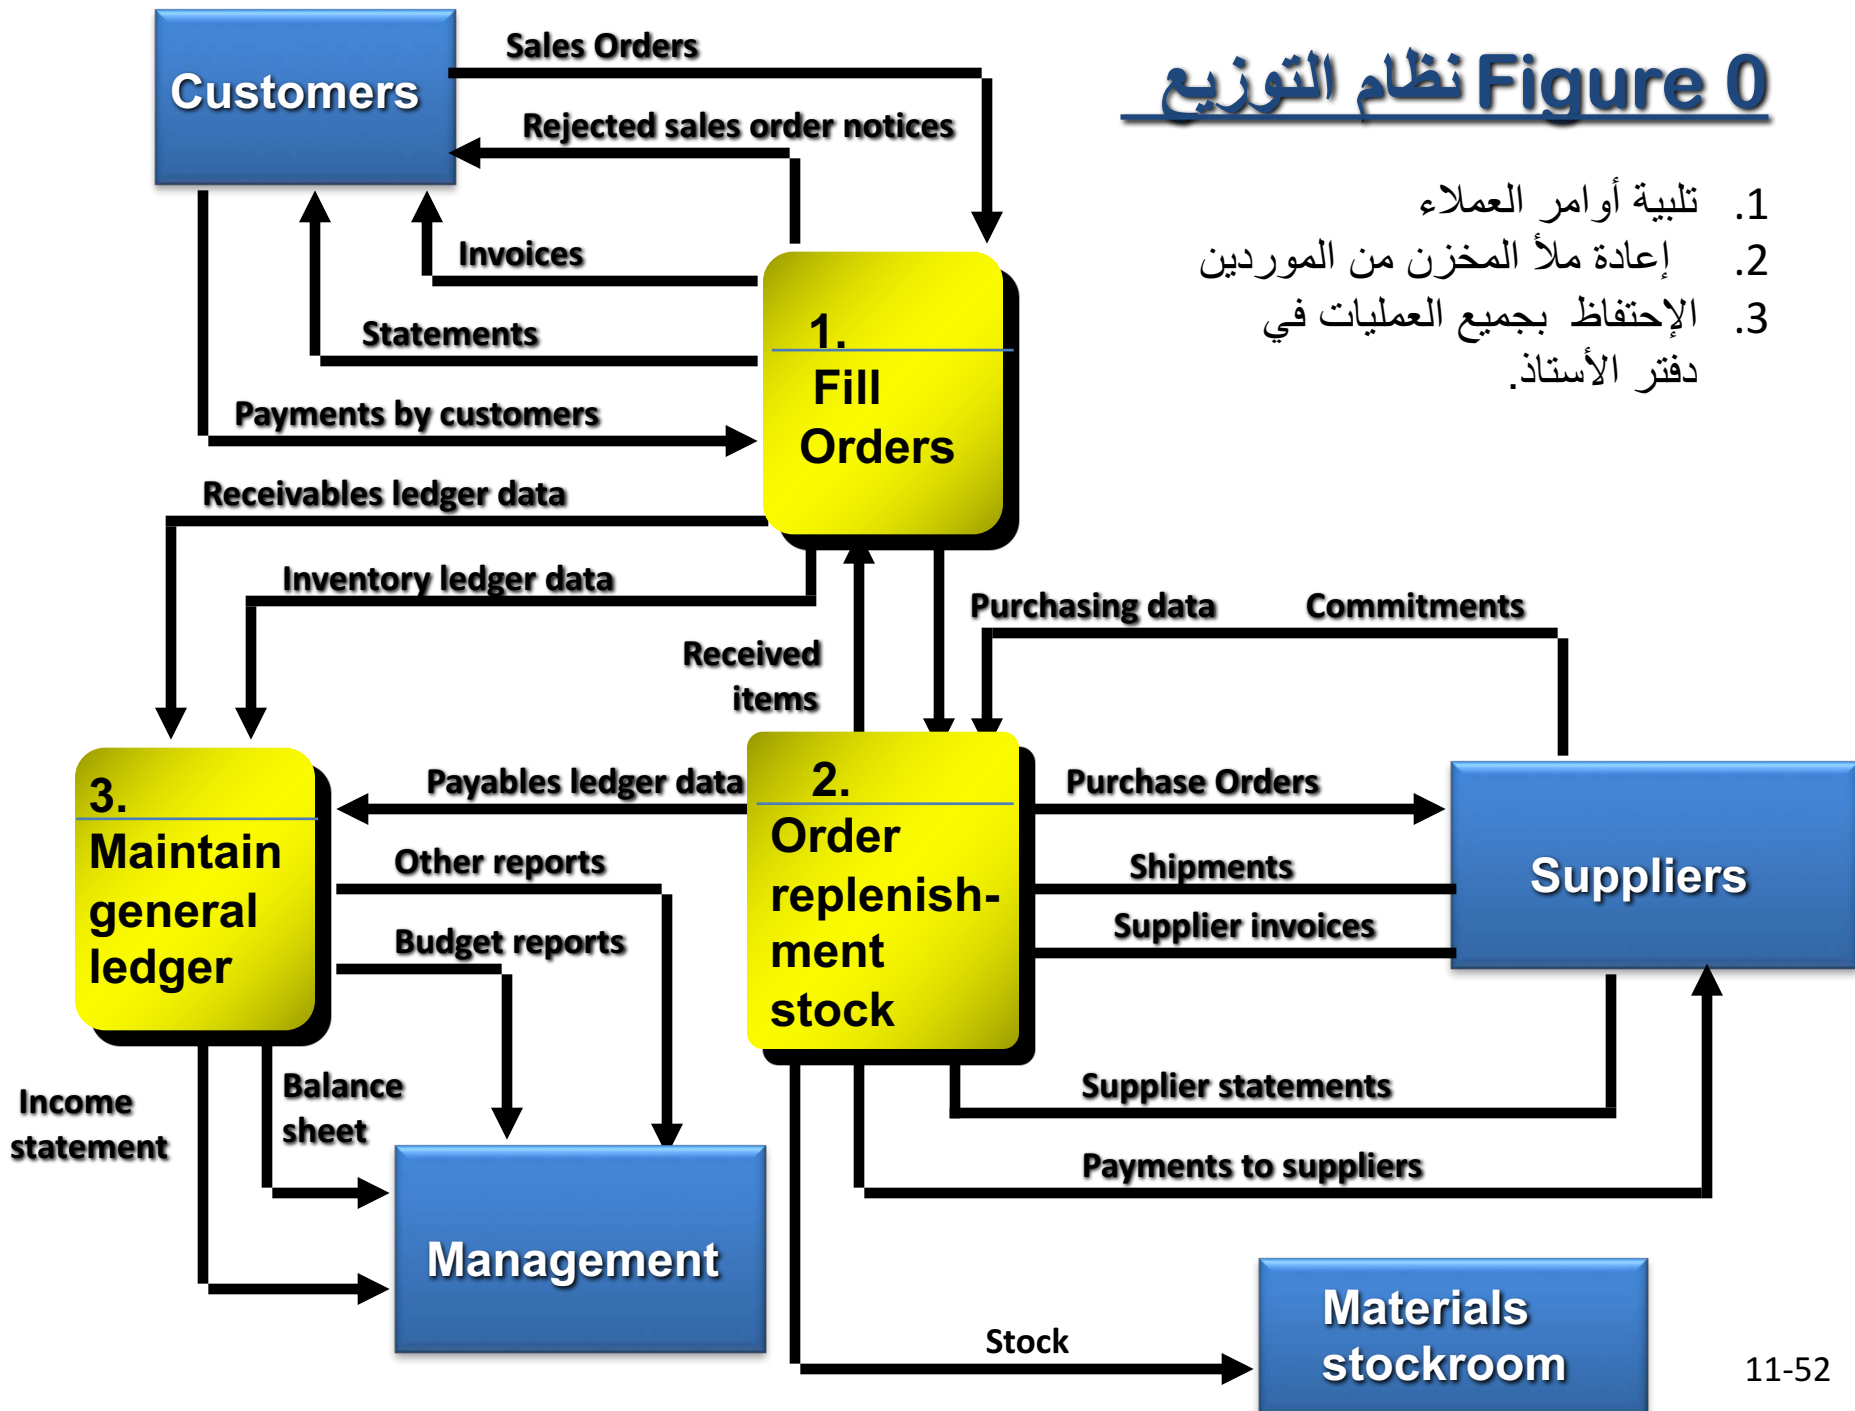 Figure 0 نظام التوزيع
1. تلبية أوامر العملاء
2. إعادة ملأ المخزن من الموردين
3. الإحتفاظ بجميع العمليات في
دفتر الأستاذ.
Customers
Sales Orders
Rejected sales order notices
Invoices
Statements
Payments by customers
1.
Fill
Orders
Receivables ledger data
Inventory ledger data
Received
items
Purchasing data
Commitments
3.
Maintain
general
ledger
Payables ledger data
Other reports
Budget reports
2.
Order
replenish-
ment
stock
Purchase Orders
Shipments
Supplier invoices
Suppliers
Income
statement
Balance
sheet
Supplier statements
Payments to suppliers
Management
Stock
Materials
stockroom
11-52